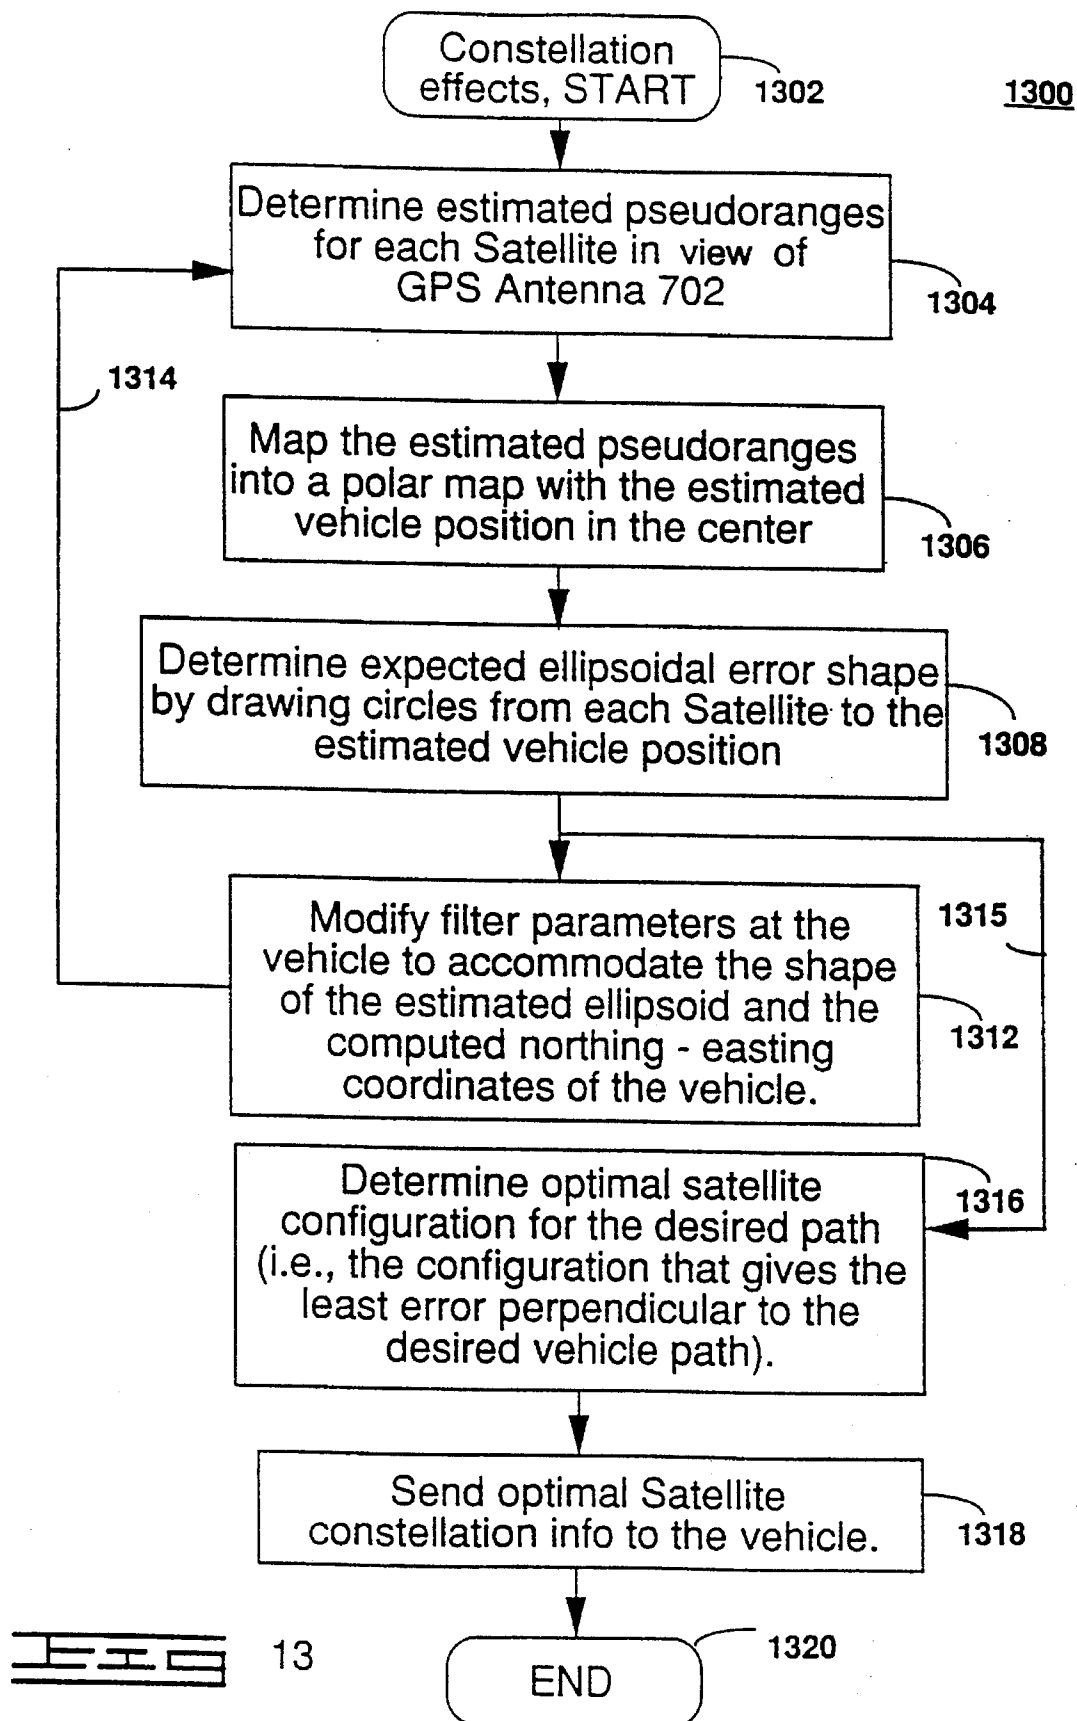 Constellation
effects, START
1302
1300
Determine estimated pseudoranges
for each Satellite in view of
GPS Antenna 702
1304
1314
Map the estimated pseudoranges
into a polar map with the estimated
vehicle position in the center
1306
Determine expected ellipsoidal error shape
by drawing circles from each Satellite to the
estimated vehicle position
1308
1315
Modify filter parameters at the
vehicle to accommodate the shape
of the estimated ellipsoid and the
computed northing - easting
coordinates of the vehicle.
1312
Determine optimal satellite
configuration for the desired path
(i.e., the configuration that gives the
least error perpendicular to the
desired vehicle path).
1316
Send optimal Satellite
constellation info to the vehicle.
1318
END
1320
FIG 13